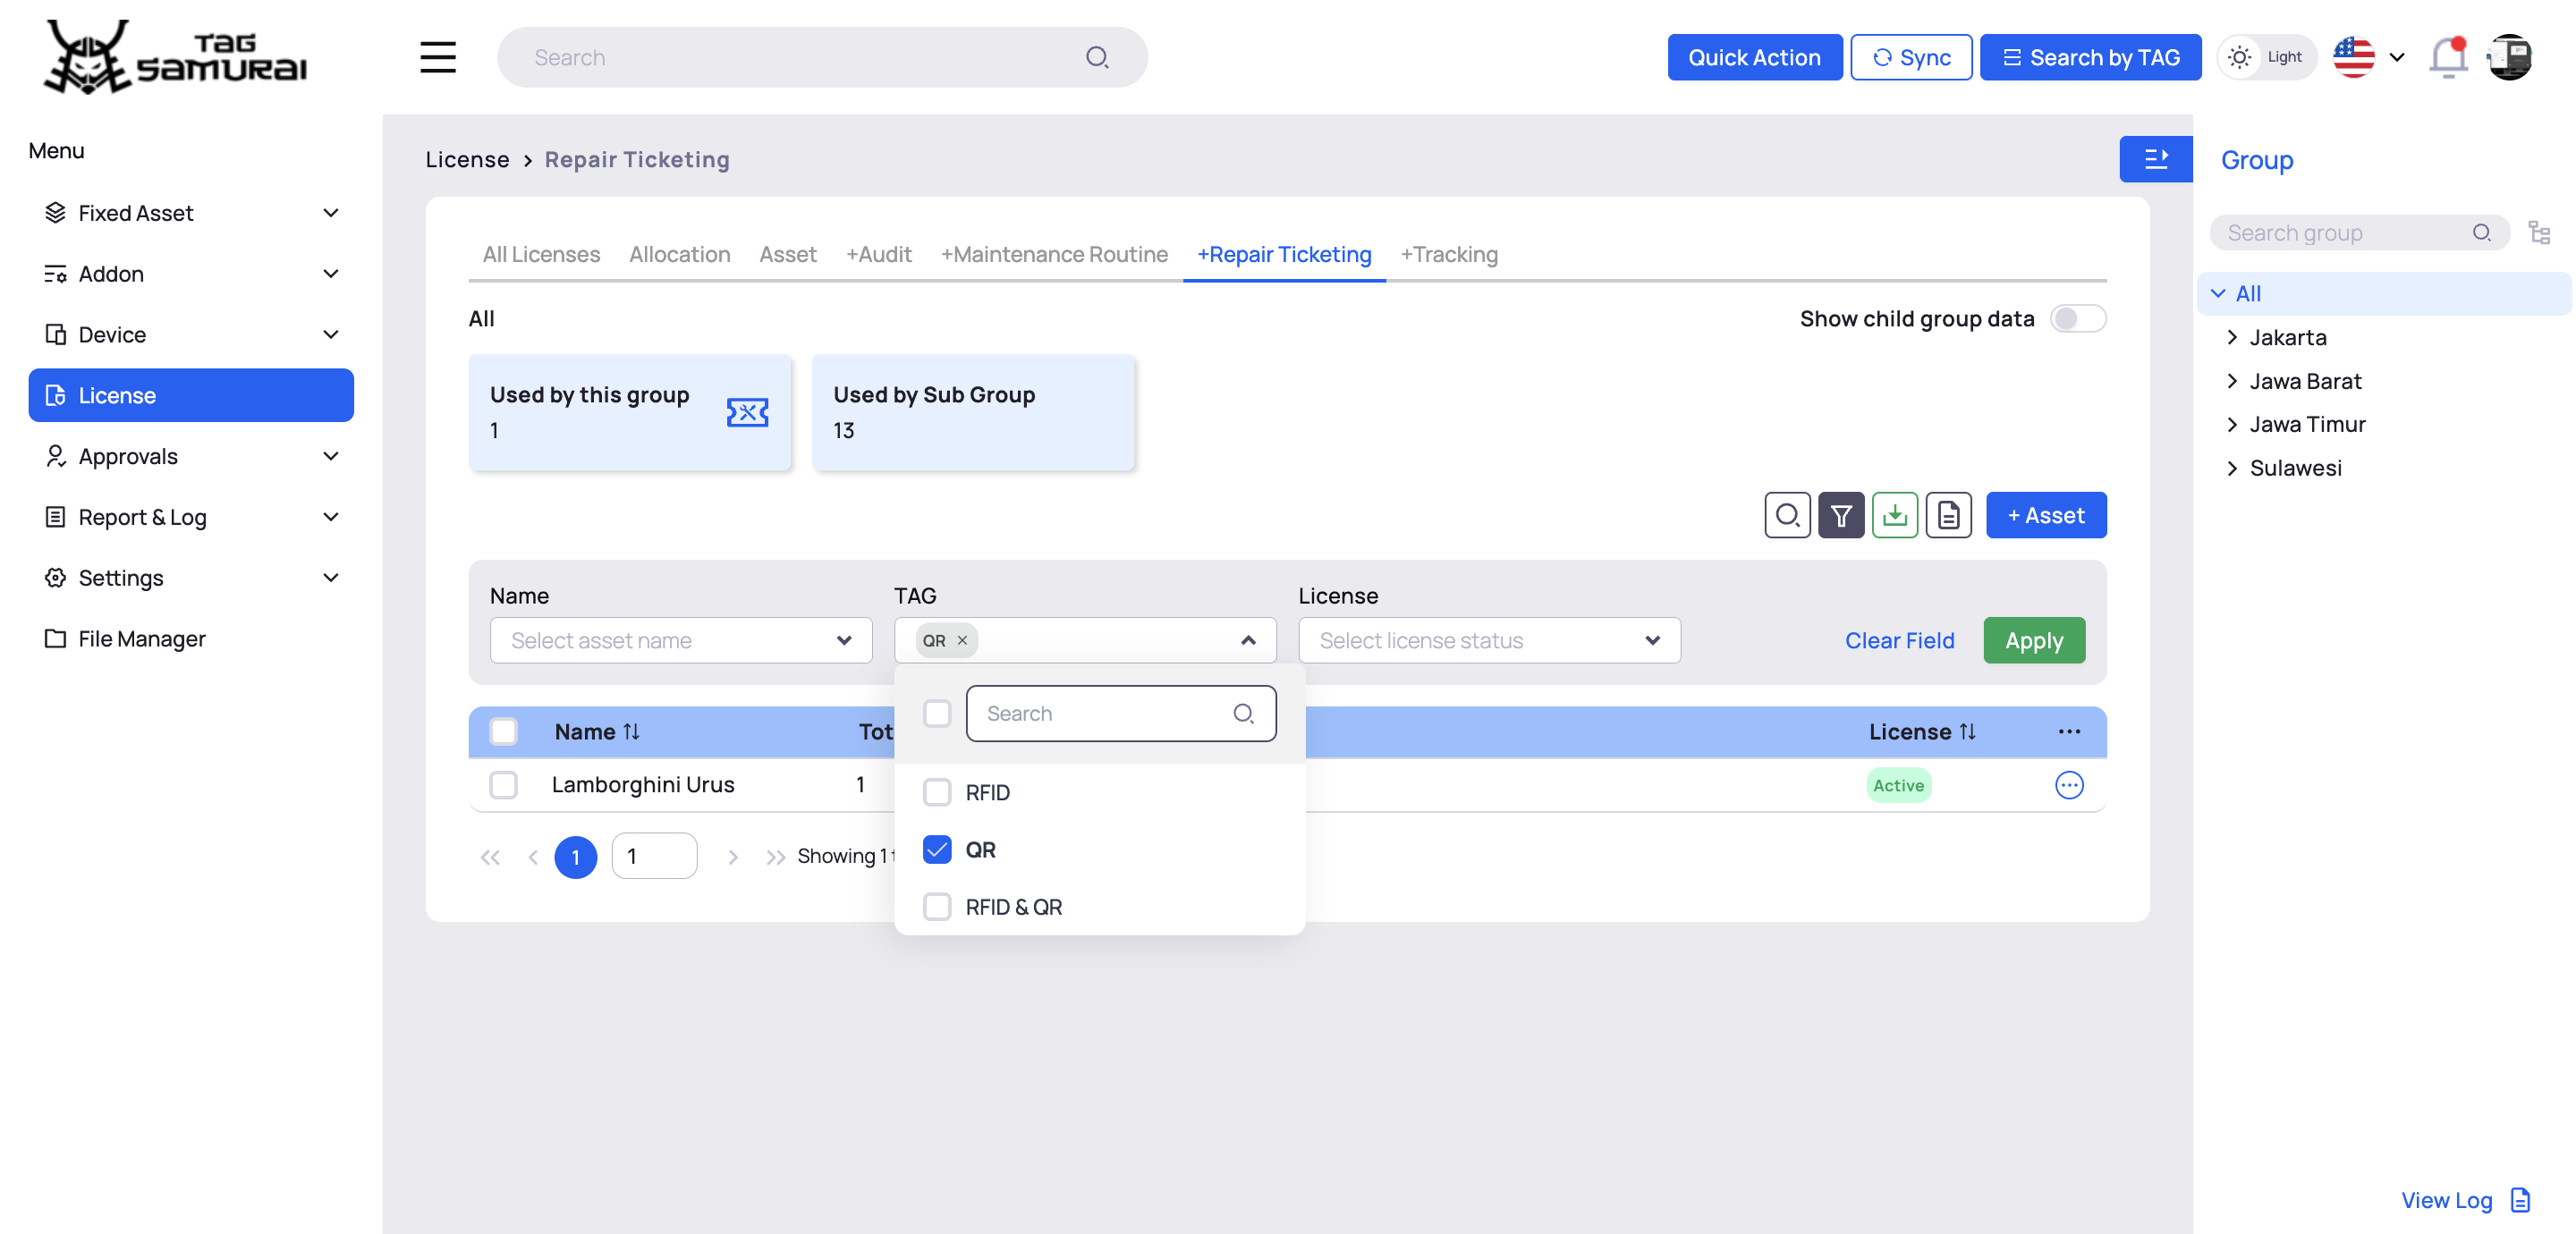 TAG SAMURAI
Search
Quick Action
Sync
Search by TAG
Light
Menu
Fixed Asset
Addon
Device
License
Approvals
Report & Log
Settings
File Manager
License > Repair Ticketing
All Licenses Allocation Asset +Audit +Maintenance Routine +Repair Ticketing +Tracking
All
Show child group data
Used by this group
1
Used by Sub Group
13
+ Asset
Name
Select asset name
TAG
QR
License
Select license status
Clear Field
Apply
Search
RFID
QR
RFID & QR
Name Tot License
Lamborghini Urus 1 Active
1 1 Showing 1
Group
Search group
All
Jakarta
Jawa Barat
Jawa Timur
Sulawesi
View Log